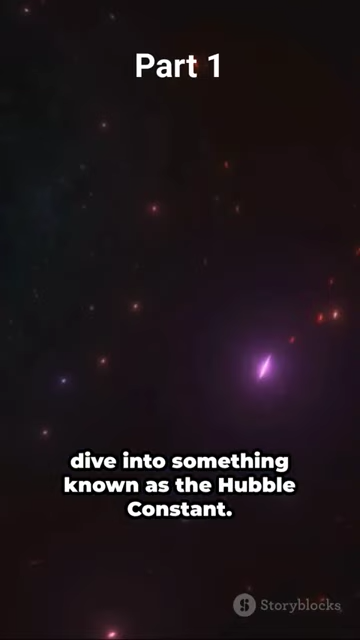 Part 1
dive into something
known as the Hubble
Constant.
Storyblocks